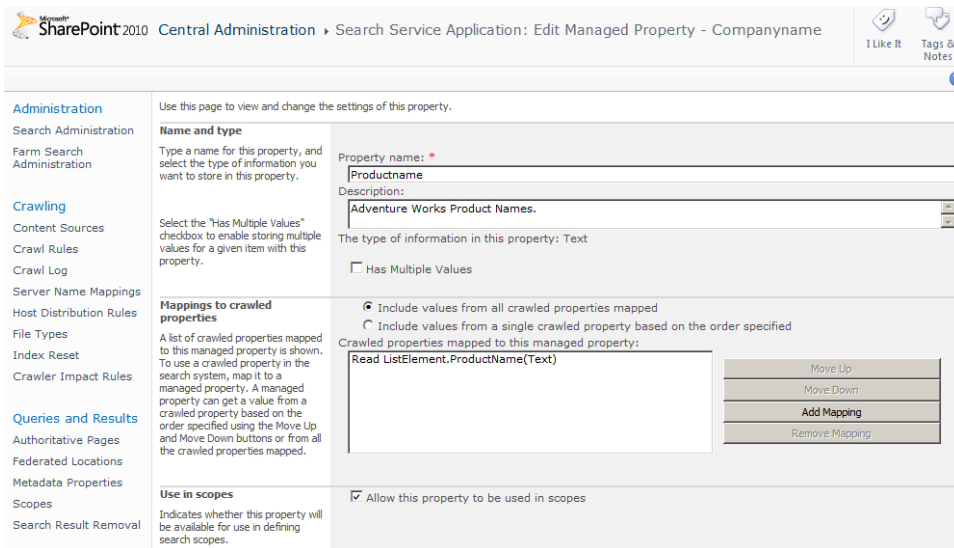 Microsoft
SharePoint 2010 Central Administration ▸ Search Service Application: Edit Managed Property - Companyname
I Like It
Tags &
Notes
Administration
Search Administration
Farm Search
Administration
Crawling
Content Sources
Crawl Rules
Crawl Log
Server Name Mappings
Host Distribution Rules
File Types
Index Reset
Crawler Impact Rules
Queries and Results
Authoritative Pages
Federated Locations
Metadata Properties
Scopes
Search Result Removal
Use this page to view and change the settings of this property.
Name and type
Type a name for this property, and
select the type of information you
want to store in this property.
Select the "Has Multiple Values"
checkbox to enable storing multiple
values for a given item with this
property.
Property name: *
Productname
Description:
Adventure Works Product Names.
The type of information in this property: Text
Has Multiple Values
Mappings to crawled
properties
A list of crawled properties mapped
to this managed property is shown.
To use a crawled property in the
search system, map it to a
managed property. A managed
property can get a value from a
crawled property based on the
order specified using the Move Up
and Move Down buttons or from all
the crawled properties mapped.
Include values from all crawled properties mapped
Include values from a single crawled property based on the order specified
Crawled properties mapped to this managed property:
Read ListElement.ProductName(Text)
Move Up
Move Down
Add Mapping
Remove Mapping
Use in scopes
Indicates whether this property will
be available for use in defining
search scopes.
Allow this property to be used in scopes